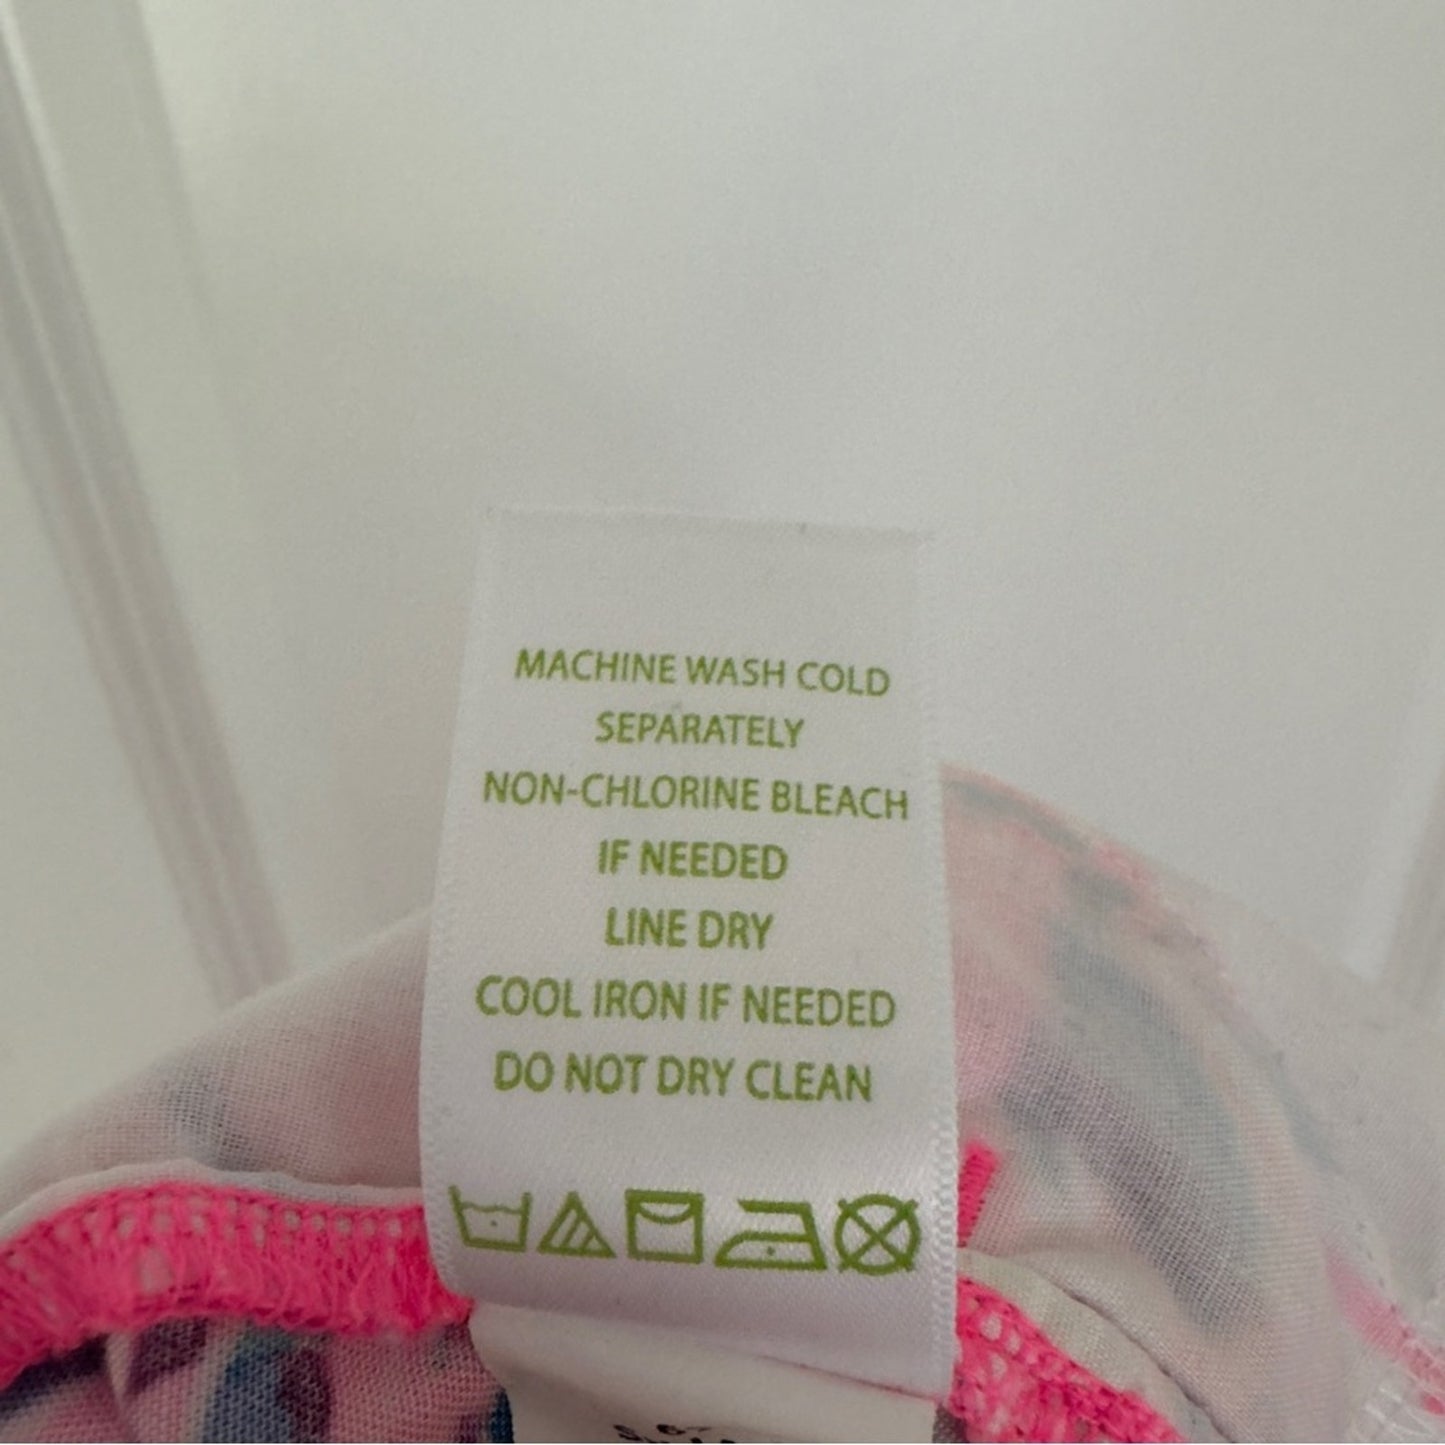 MACHINE WASH COLD
SEPARATELY
NON-CHLORINE BLEACH
IF NEEDED
LINE DRY
COOL IRON IF NEEDED
DO NOT DRY CLEAN